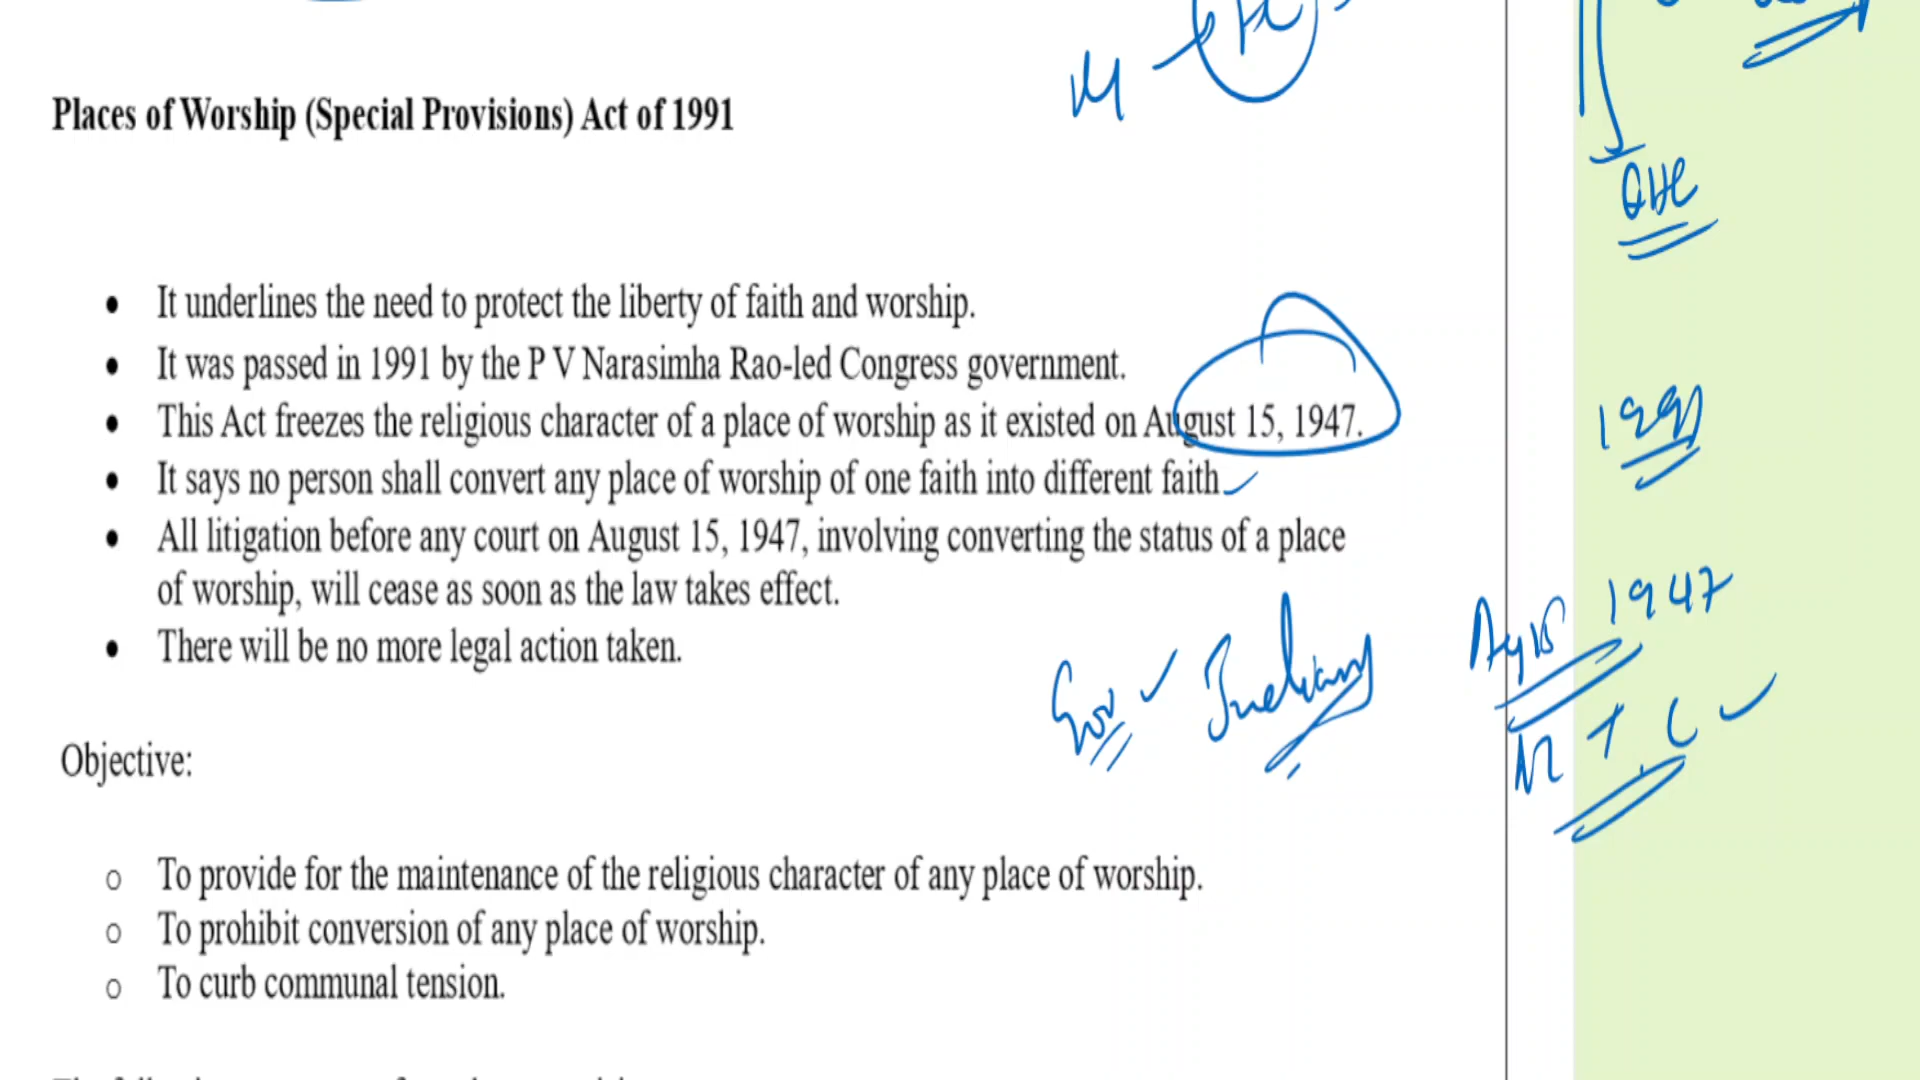 M
Places of Worship (Special Provisions) Act of 1991
It underlines the need to protect the liberty of faith and worship.
It was passed in 1991 by the P V Narasimha Rao-led Congress government.
1991
This Act freezes the religious character of a place of worship as it existed on August 15, 1947.
It says no person shall convert any place of worship of one faith into different faith
All litigation before any court on August 15, 1947, involving converting the status of a place
of worship, will cease as soon as the law takes effect.
1947
There will be no more legal action taken.
Objective:
To provide for the maintenance of the religious character of any place of worship.
To prohibit conversion of any place of worship.
To curb communal tension.